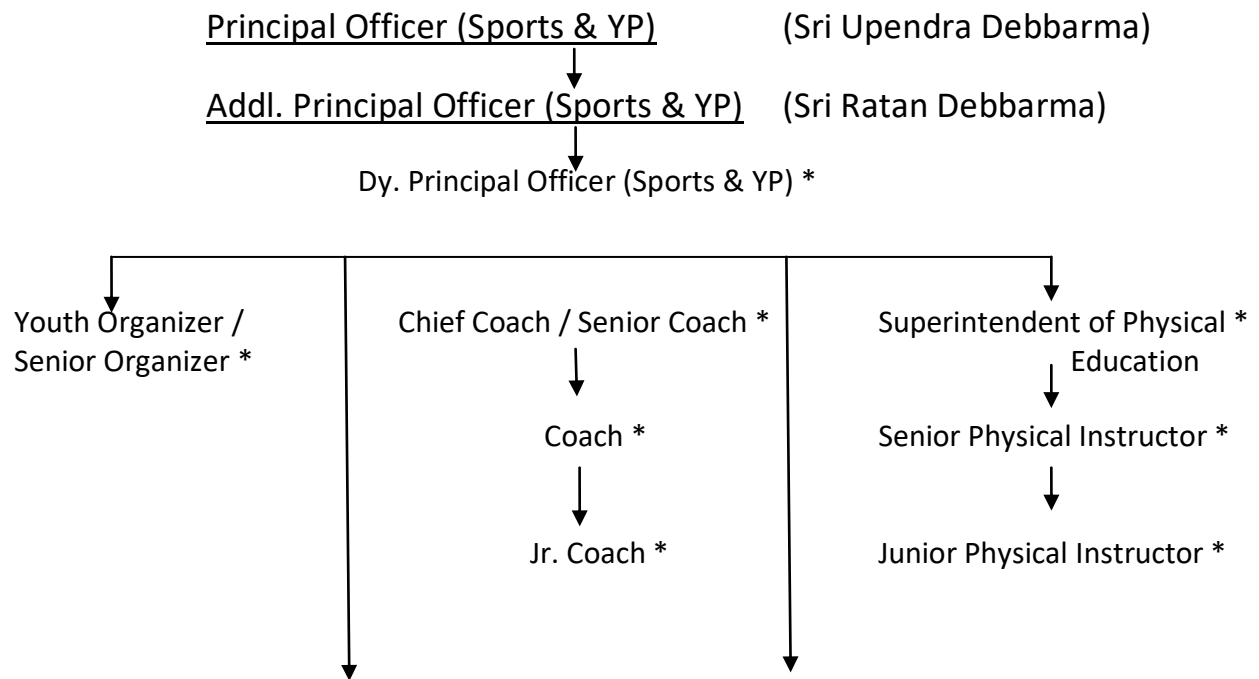 Principal Officer (Sports & YP) (Sri Upendra Debbarma)
Addl. Principal Officer (Sports & YP) (Sri Ratan Debbarma)
Dy. Principal Officer (Sports & YP) *
Youth Organizer /
Senior Organizer *
Chief Coach / Senior Coach *
Coach *
Jr. Coach *
Superintendent of Physical *
Education
Senior Physical Instructor *
Junior Physical Instructor *